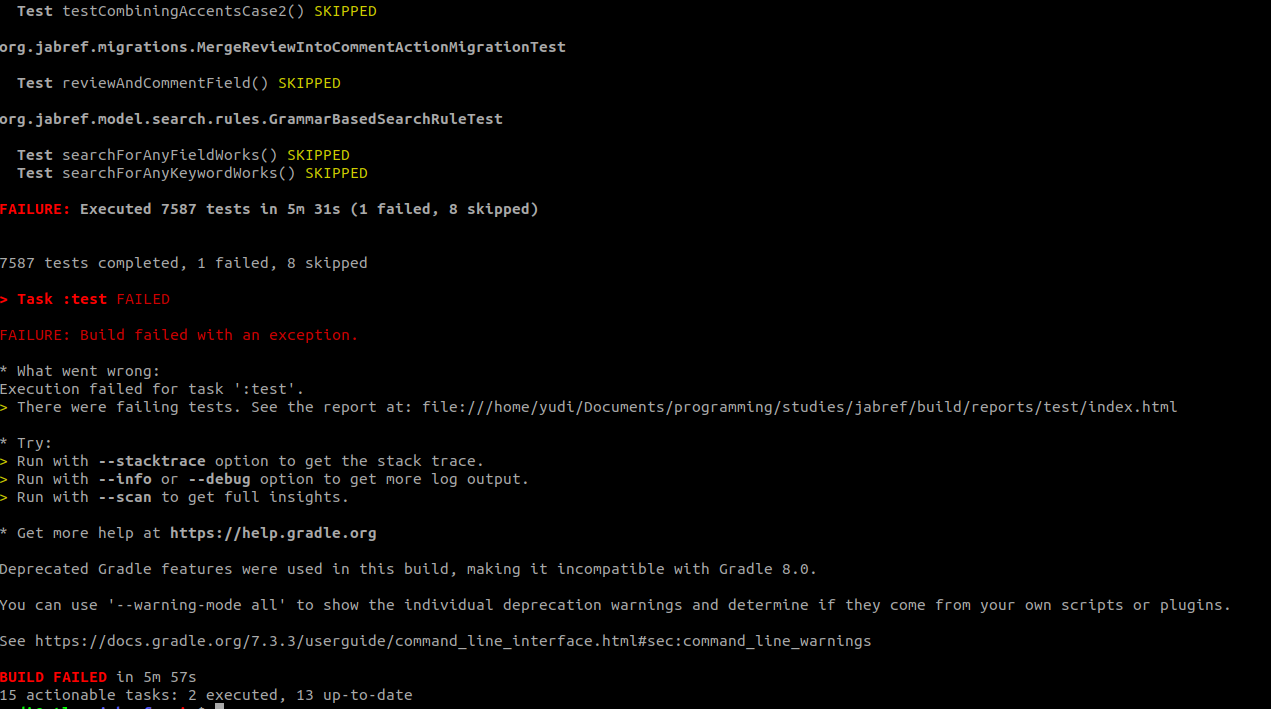 Test testCombiningAccentsCase2() SKIPPED
org.jabref.migrations.MergeReviewIntoCommentActionMigrationTest
Test reviewAndCommentField() SKIPPED
org.jabref.model.search.rules.GrammarBasedSearchRuleTest
Test searchForAnyFieldWorks() SKIPPED
Test searchForAnyKeywordWorks() SKIPPED
FAILURE: Executed 7587 tests in 5m 31s (1 failed, 8 skipped)
7587 tests completed, 1 failed, 8 skipped
> Task :test FAILED
FAILURE: Build failed with an exception.
* What went wrong:
Execution failed for task ':test'.
> There were failing tests. See the report at: file:///home/yudi/Documents/programming/studies/jabref/build/reports/test/index.html
* Try:
> Run with --stacktrace option to get the stack trace.
> Run with --info or --debug option to get more log output.
> Run with --scan to get full insights.
* Get more help at https://help.gradle.org
Deprecated Gradle features were used in this build, making it incompatible with Gradle 8.0.
You can use '--warning-mode all' to show the individual deprecation warnings and determine if they come from your own scripts or plugins.
See https://docs.gradle.org/7.3.3/userguide/command_line_interface.html#sec:command_line_warnings
BUILD FAILED in 5m 57s
15 actionable tasks: 2 executed, 13 up-to-date